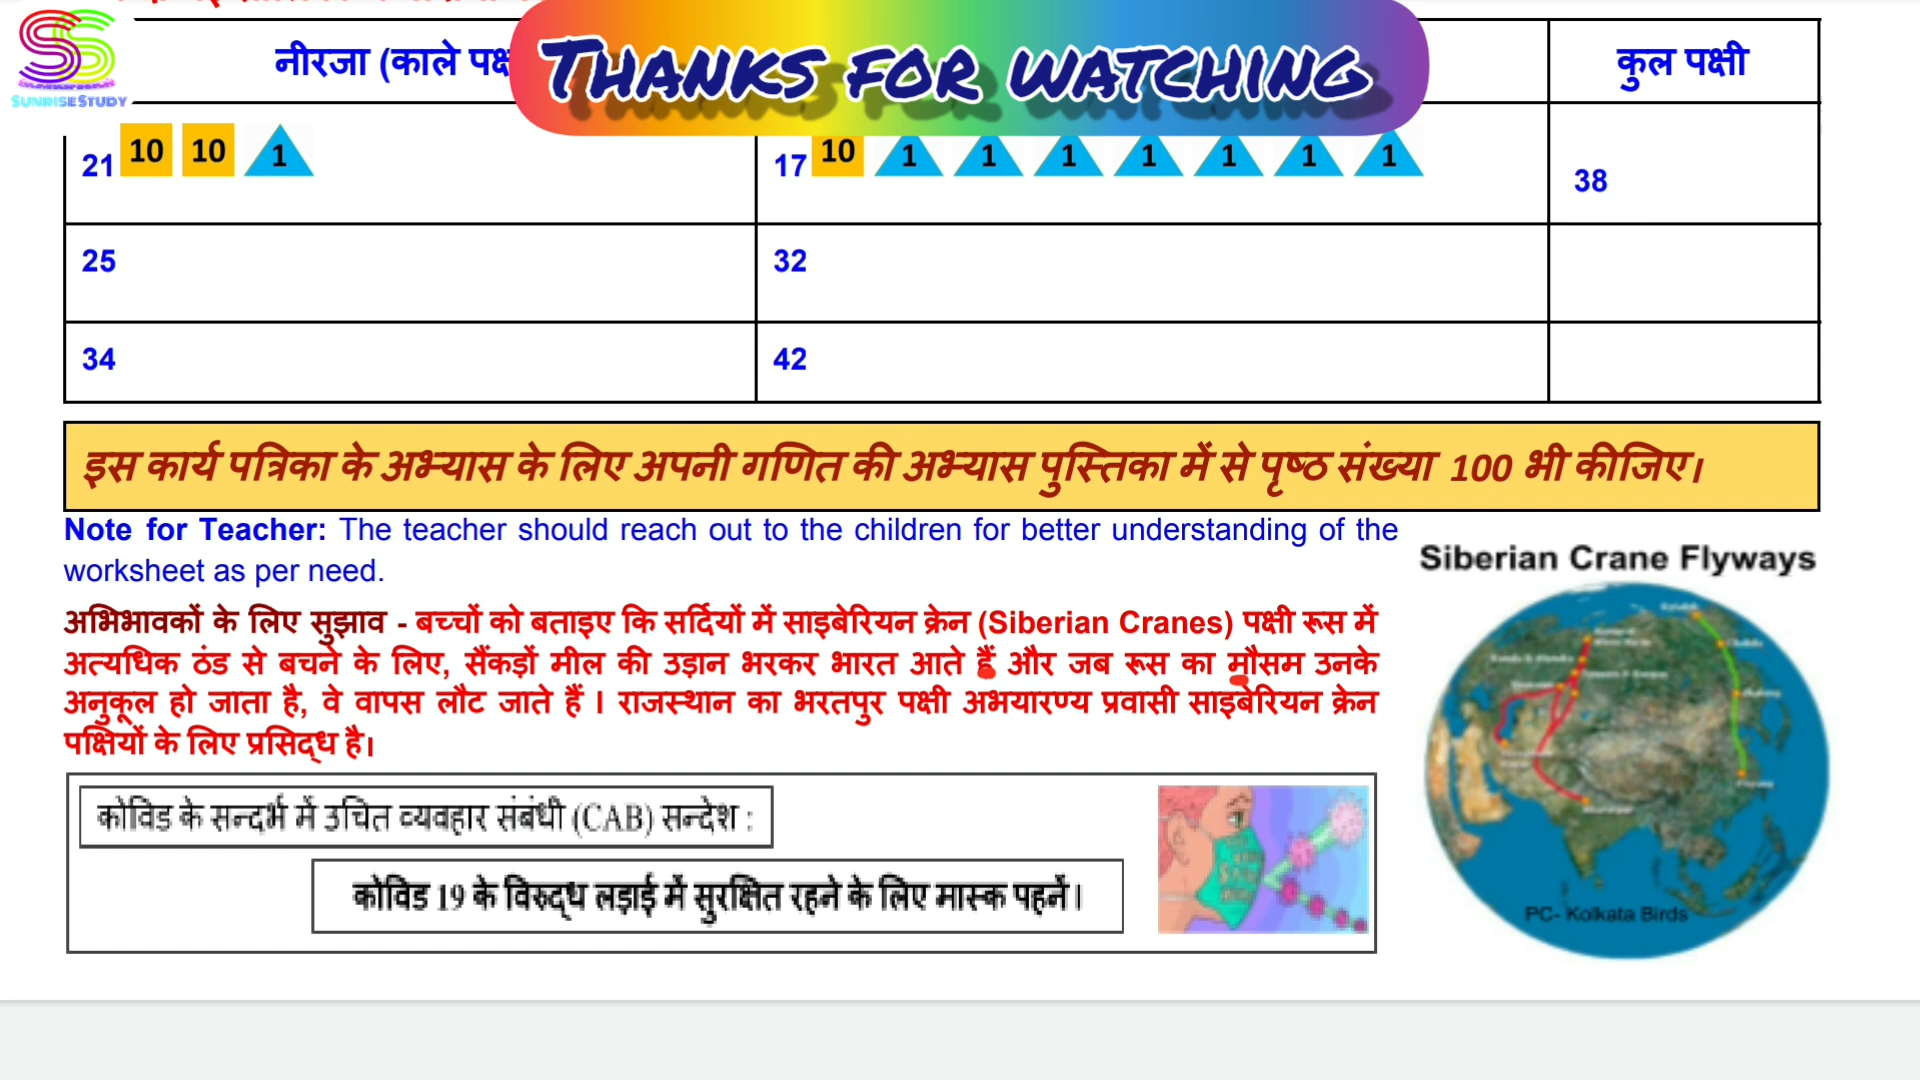 SUNRISESTUDY
THANKS FOR WATCHING
नीरजा (काले पक्ष
कुल पक्षी
21 10 10 1
17 10 1 1 1 1 1 1 1
38
25
32
34
42
इस कार्य पत्रिका के अभ्यास के लिए अपनी गणित की अभ्यास पुस्तिका में से पृष्ठ संख्या 100 भी कीजिए।
Note for Teacher: The teacher should reach out to the children for better understanding of the
worksheet as per need.
Siberian Crane Flyways
अभिभावकों के लिए सुझाव - बच्चों को बताइए कि सर्दियों में साइबेरियन क्रेन (Siberian Cranes) पक्षी रूस में
अत्यधिक ठंड से बचने के लिए, सैंकड़ों मील की उड़ान भरकर भारत आते हैं और जब रूस का मौसम उनके
अनुकूल हो जाता है, वे वापस लौट जाते हैं । राजस्थान का भरतपुर पक्षी अभयारण्य प्रवासी साइबेरियन क्रेन
पक्षियों के लिए प्रसिद्ध है।
कोविड के सन्दर्भ में उचित व्यवहार संबंधी (CAB) सन्देश :
कोविड 19 के विरुद्ध लड़ाई में सुरक्षित रहने के लिए मास्क पहनें।
PC- Kolkata Birds